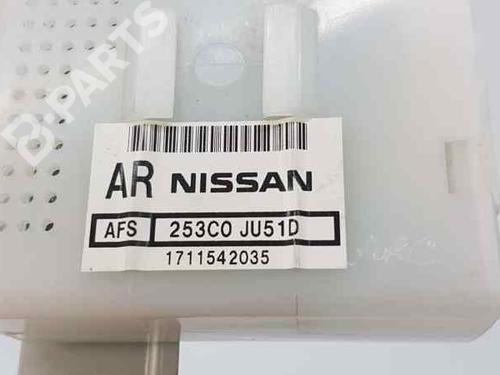 B-PARTS
AR NISSAN
AFS 253C0 JU51D
1711542035